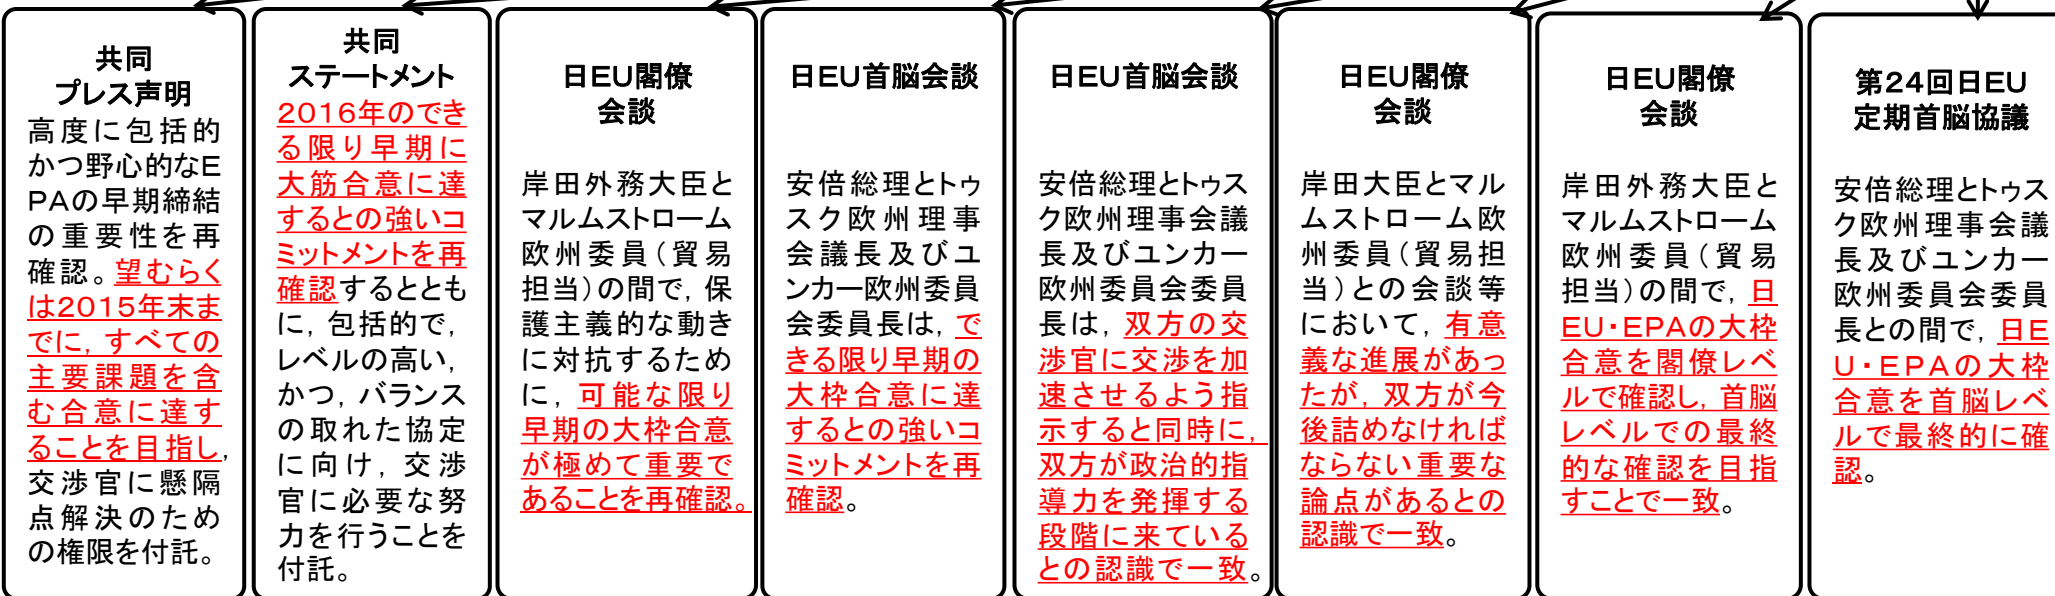 共同
プレス声明
高度に包括的
かつ野心的なE
PAの早期締結
の重要性を再
確認。望むらく
は2015年末ま
でに，すべての
主要課題を含
む合意に達す
ることを目指し，
交渉官に懸隔
点解決のため
の権限を付託。
共同
ステートメント
2016年のでき
る限り早期に
大筋合意に達
するとの強いコ
ミットメントを再
確認するととも
に，包括的で，
レベルの高い，
かつ，バランス
の取れた協定
に向け，交渉
官に必要な努
力を行うことを
付託。
日EU閣僚
会談
岸田外務大臣と
マルムストローム
欧州委員（貿易
担当）の間で，保
護主義的な動き
に対抗するため
に，可能な限り
早期の大枠合意
が極めて重要で
あることを再確認。
日EU首脳会談
安倍総理とトゥ
スク欧州理事
会議長及びユ
ンカー欧州委員
会委員長は，で
きる限り早期の
大枠合意に達
するとの強いコ
ミットメントを再
確認。
日EU首脳会談
安倍総理とトゥス
ク欧州理事会議
長及びユンカー
欧州委員会委員
長は，双方の交
渉官に交渉を加
速させるよう指
示すると同時に，
双方が政治的指
導力を発揮する
段階に来ている
との認識で一致。
日EU閣僚
会談
岸田大臣とマル
ムストローム欧
州委員（貿易担
当）との会談等
において，有意
義な進展があっ
たが，双方が今
後詰めなければ
ならない重要な
論点があるとの
認識で一致。
日EU閣僚
会談
岸田外務大臣と
マルムストローム
欧州委員（貿易
担当）の間で，日
EU・EPAの大枠
合意を閣僚レベ
ルで確認し，首脳
レベルでの最終
的な確認を目指
すことで一致。
第24回日EU
定期首脳協議
安倍総理とトゥス
ク欧州理事会議
長及びユンカー
欧州委員会委員
長との間で，日E
U・EPAの大枠
合意を首脳レベ
ルで最終的に確
認。